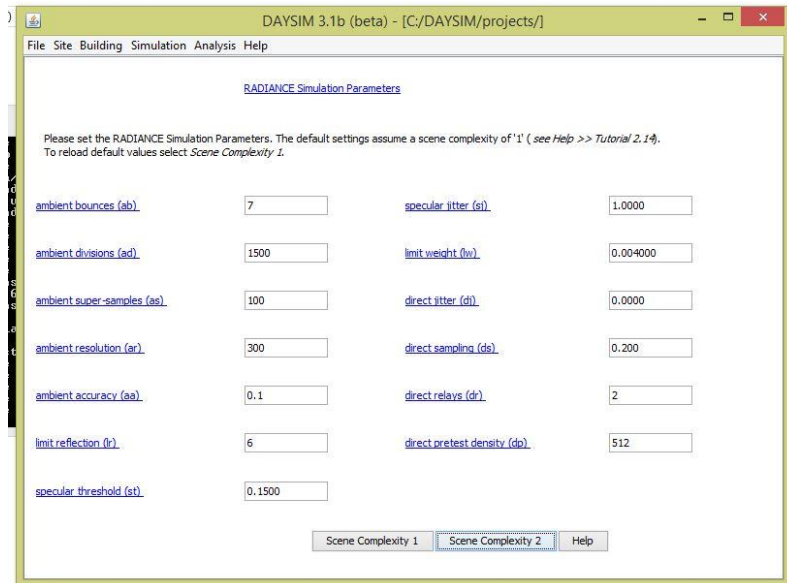 DAYSIM 3.1b (beta) - [C:/DAYSIM/projects/]
File Site Building Simulation Analysis Help
RADIANCE Simulation Parameters
Please set the RADIANCE Simulation Parameters. The default settings assume a scene complexity of '1' ( see Help >> Tutorial 2.14).
To reload default values select Scene Complexity 1.
ambient bounces (ab) 7 specular jitter (sj) 1.0000
ambient divisions (ad) 1500 limit weight (lw) 0.004000
ambient super-samples (as) 100 direct jitter (dj) 0.0000
ambient resolution (ar) 300 direct sampling (ds) 0.200
ambient accuracy (aa) 0.1 direct relays (dr) 2
limit reflection (lr) 6 direct pretest density (dp) 512
specular threshold (st) 0.1500
Scene Complexity 1 Scene Complexity 2 Help